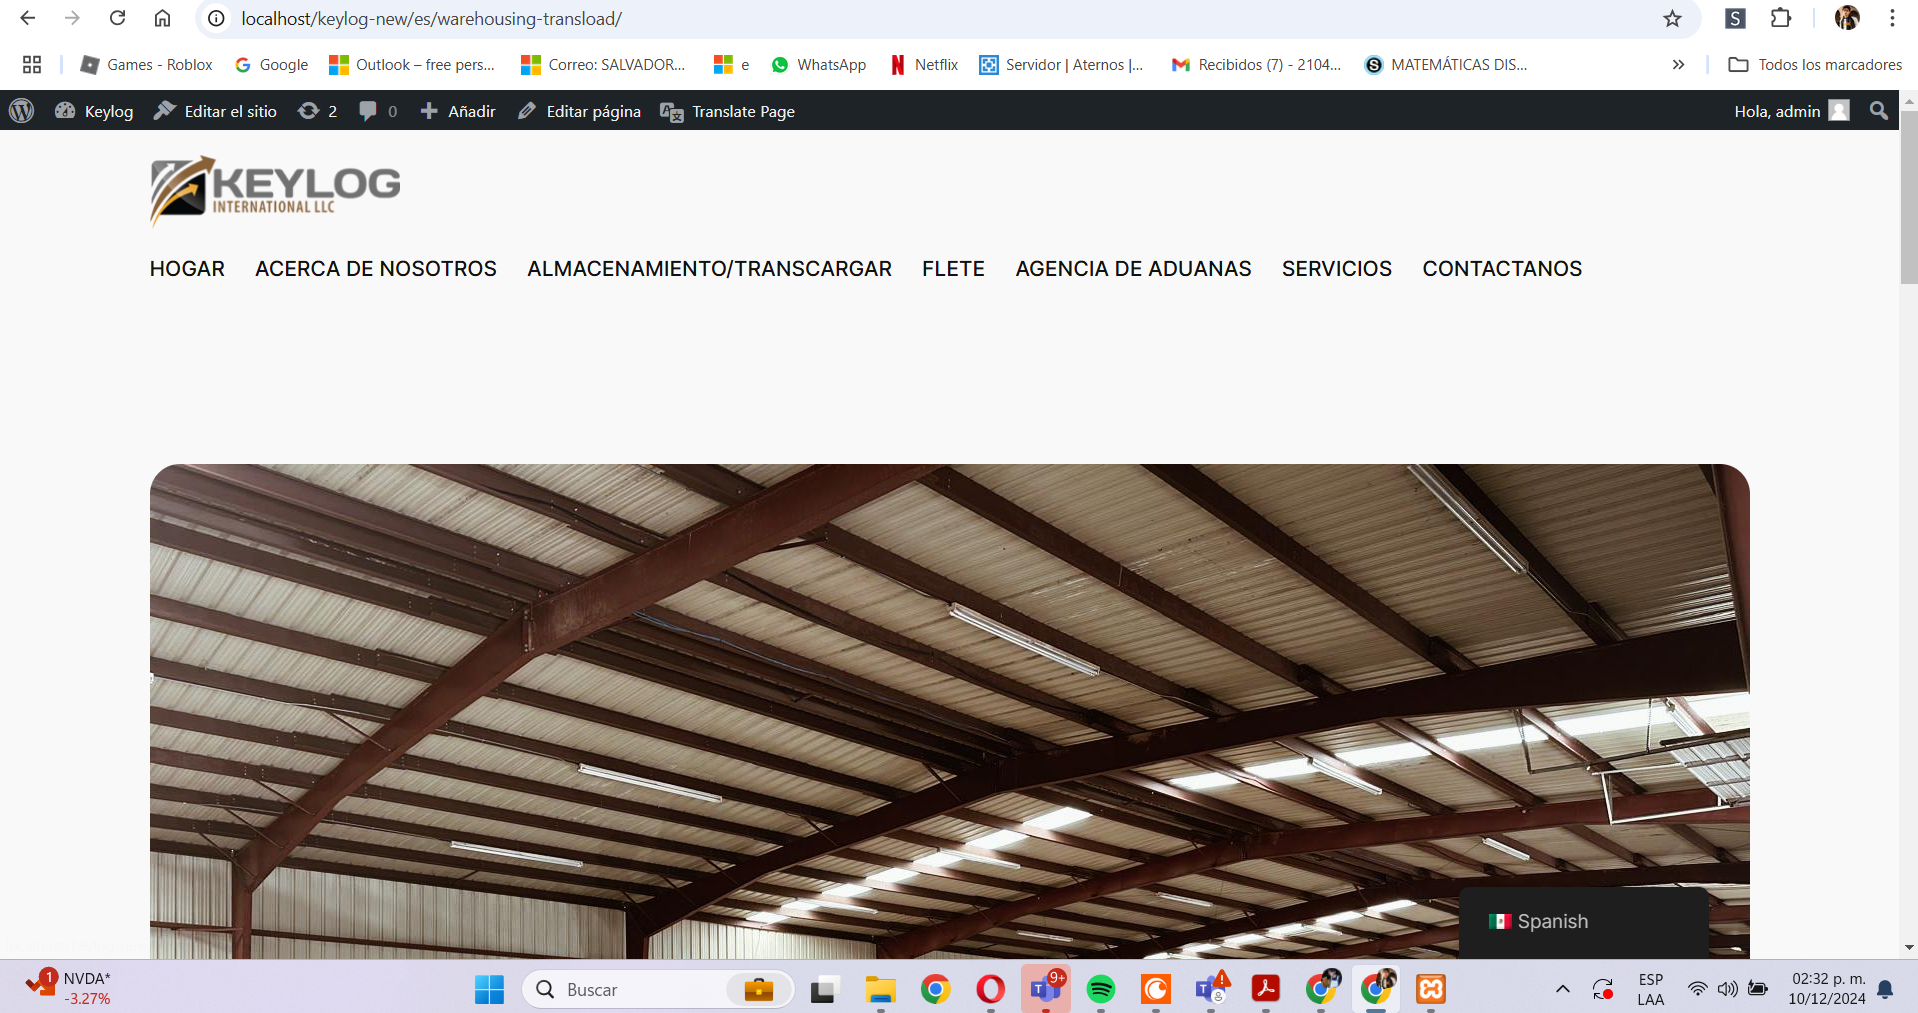 localhost/keylog-new/es/warehousing-transload/
S
Games - Roblox Google Outlook – free pers... Correo: SALVADOR... e WhatsApp Netflix Servidor | Aternos |... Recibidos (7) - 2104... MATEMÁTICAS DIS... » Todos los marcadores
Keylog Editar el sitio 2 0 Añadir Editar página Translate Page Hola, admin
KEYLOG
INTERNATIONAL LLC
HOGAR ACERCA DE NOSOTROS ALMACENAMIENTO/TRANSCARGAR FLETE AGENCIA DE ADUANAS SERVICIOS CONTACTANOS
Spanish
1 NVDA*
-3.27%
Buscar
9+
ESP
LAA
02:32 p. m.
10/12/2024